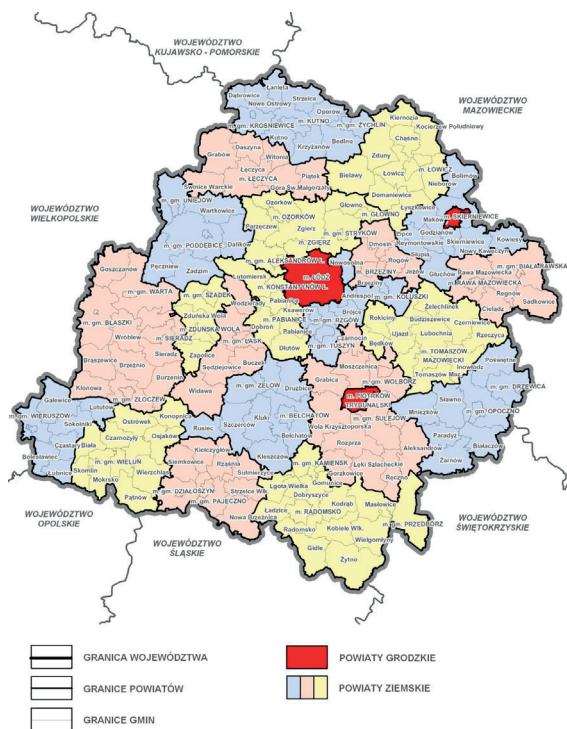 WOJEWÓDZTWO
KUJAWSKO - POMORSKIE
WOJEWÓDZTWO
MAZOWIECKIE
Łanięta
Dąbrowice
Strzelce
Nowe Ostrowy
Oporów
m. KUTNO
m. gm. ŻYCHLIN
m. gm. KROŚNIEWICE
Kutno
Bedlno
Krzyżanów
Kiernozia
Kocierzew Południowy
Chąśno
Zduny
Łowicz
m. ŁOWICZ
Bielawy
Nieborów
Bolimów
Domaniewice
Łyszkowice
Daszyna
Grabów
Witonia
Łęczyca
m. ŁĘCZYCA
Piątek
Góra Św.Małgorzaty
Świnice Warckie
WOJEWÓDZTWO
WIELKOPOLSKIE
m. gm. UNIEJÓW
Wartkowice
m. gm. PODDĘBICE
Dalików
Pęczniew
Zadzim
Ozorków
m. OZORKÓW
Parzęczew
Zgierz
Głowno
m. GŁOWNO
m. gm. STRYKÓW
m. ZGIERZ
m. gm. ALEKSANDRÓW Ł.
m. SKIERNIEWICE
Maków
Godzianów
Skierniewice
Lipce
Reymontowskie
Słupia
Głuchów
Kowiesy
Nowy Kawęczyn
Dmosin
Rogów
Jeżów
m. BRZEZINY
Brzeziny
Rawa Mazowiecka
m. gm. BIAŁA RAWSKA
m. RAWA MAZOWIECKA
Regnów
Cielądz
Sadkowice
Goszczanów
m. gm. WARTA
m. gm. BŁASZKI
Wróblew
m. SIERADZ
Sieradz
Brąszewice
Brzeźnio
Burzenin
Klonowa
m. gm. ZŁOCZEW
m. gm. SZADEK
Zduńska Wola
m. ZDUŃSKA WOLA
Zapolice
Lutomiersk
m. KONSTANTYNÓW Ł.
Wodzierady
Pabianice
Ksawerów
m. PABIANICE
Dobroń
Pabianice
Dłutów
m. gm. ŁASK
Buczek
Sędziejowice
Widawa
m. ŁÓDŹ
Nowosolna
Andrespol
m. gm. KOLUSZKI
Brójce
m. gm. RZGÓW
m. gm. TUSZYN
Czarnocin
Żelechlinek
Rokiciny
Budziszewice
Czerniewice
Ujazd
Lubochnia
Rzeczyca
Będków
m. TOMASZÓW
MAZOWIECKI
Inowłódz
Tomaszów Maz.
Poświętne
m. gm. DRZEWICA
Sławno
m. gm. OPOCZNO
Mniszków
Paradyż
Białaczów
Żarnów
Moszczenica
Grabica
m. gm. WOLBÓRZ
m. PIOTRKÓW
TRYBUNALSKI
m. gm. SULEJÓW
Wola Krzysztoporska
Rozprza
Aleksandrów
Łęki Szlacheckie
Gorzkowice
Ręczno
m. gm. ZELÓW
Drużbice
Kluki
m. BEŁCHATÓW
Rusiec
Szczerców
Bełchatów
Kleszczów
Galewice
m. gm. WIERUSZÓW
Lututów
Sokolniki
Czastary
Bolesławiec
Łubnice
Konopnica
Ostrówek
Biała
Czarnożyły
Osjaków
m. gm. WIELUŃ
Skomlin
Wierzchlas
Mokrsko
Pątnów
Kiełczygłów
Rząśnia
Siemkowice
Sulmierzyce
m. gm. DZIAŁOSZYN
Strzelce Wlk.
m. gm. PAJĘCZNO
Nowa Brzeźnica
m. gm. KAMIEŃSK
Lgota Wielka
Gomunice
Dobryszyce
Masłowice
Kodrąb
Ładzice
m. RADOMSKO
m. gm. PRZEDBÓRZ
Radomsko
Kobiele Wlk.
Wielgomłyny
Gidle
Żytno
WOJEWÓDZTWO
OPOLSKIE
WOJEWÓDZTWO
ŚLĄSKIE
WOJEWÓDZTWO
ŚWIĘTOKRZYSKIE
GRANICA WOJEWÓDZTWA
POWIATY GRODZKIE
GRANICE POWIATÓW
POWIATY ZIEMSKIE
GRANICE GMIN